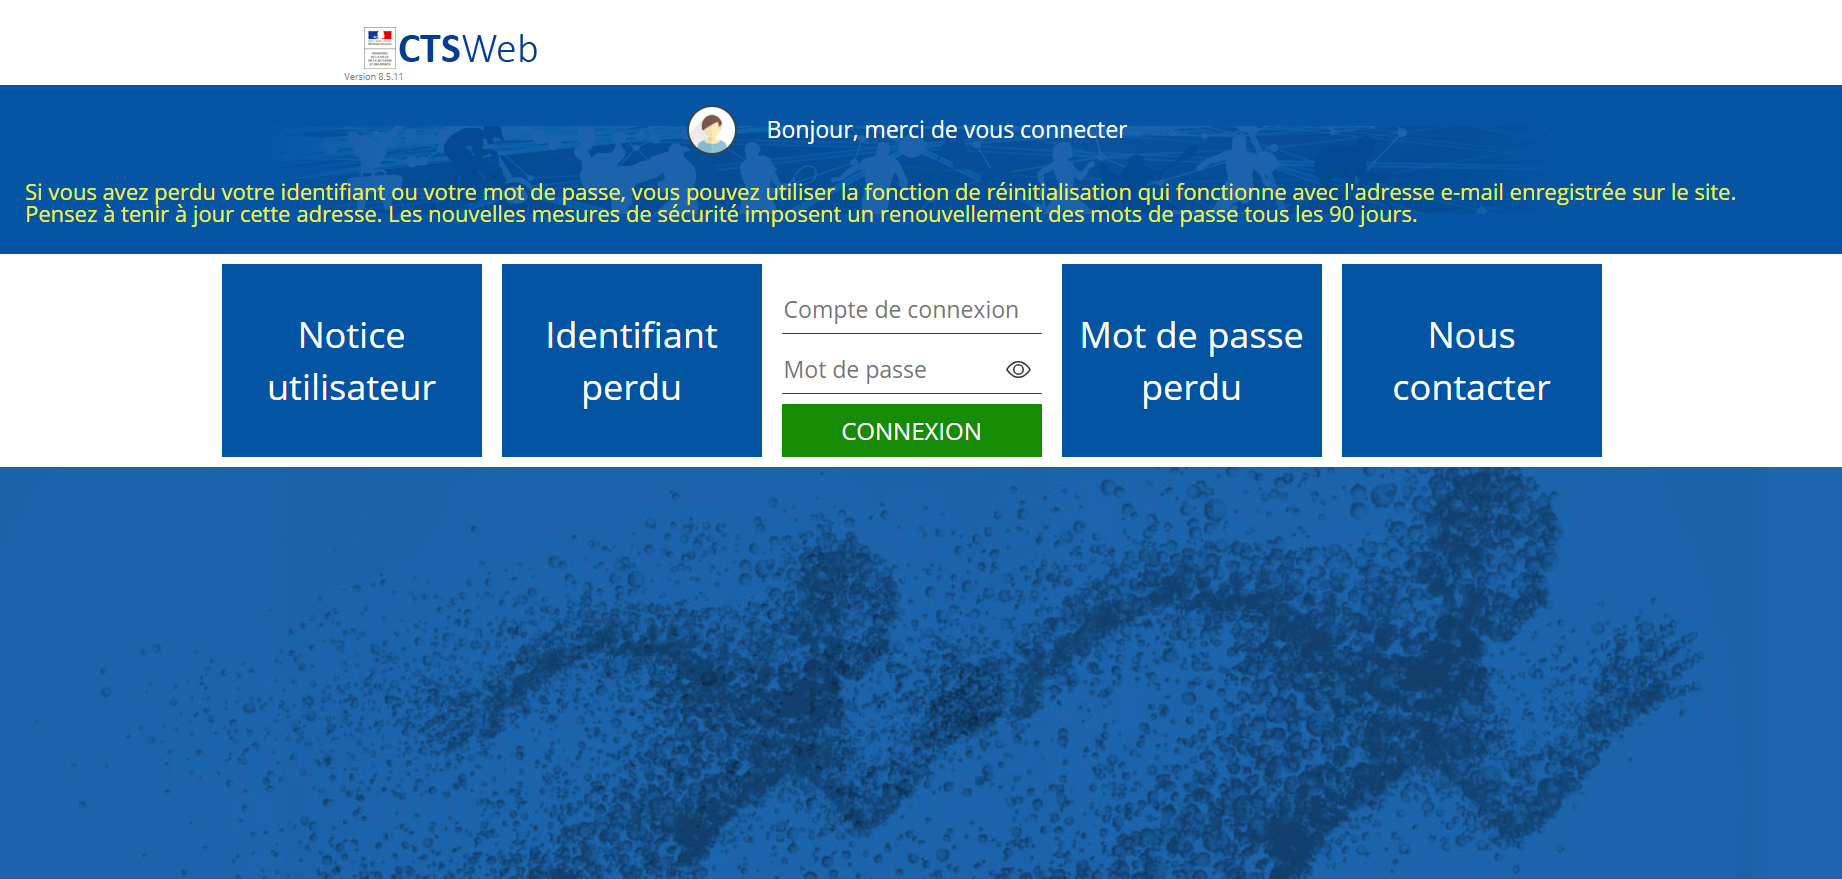 CTSWeb
Version 8.5.11
Bonjour, merci de vous connecter
Si vous avez perdu votre identifiant ou votre mot de passe, vous pouvez utiliser la fonction de réinitialisation qui fonctionne avec l'adresse e-mail enregistrée sur le site.
Pensez à tenir à jour cette adresse. Les nouvelles mesures de sécurité imposent un renouvellement des mots de passe tous les 90 jours.
Notice
utilisateur
Identifiant
perdu
Compte de connexion
Mot de passe
CONNEXION
Mot de passe
perdu
Nous
contacter